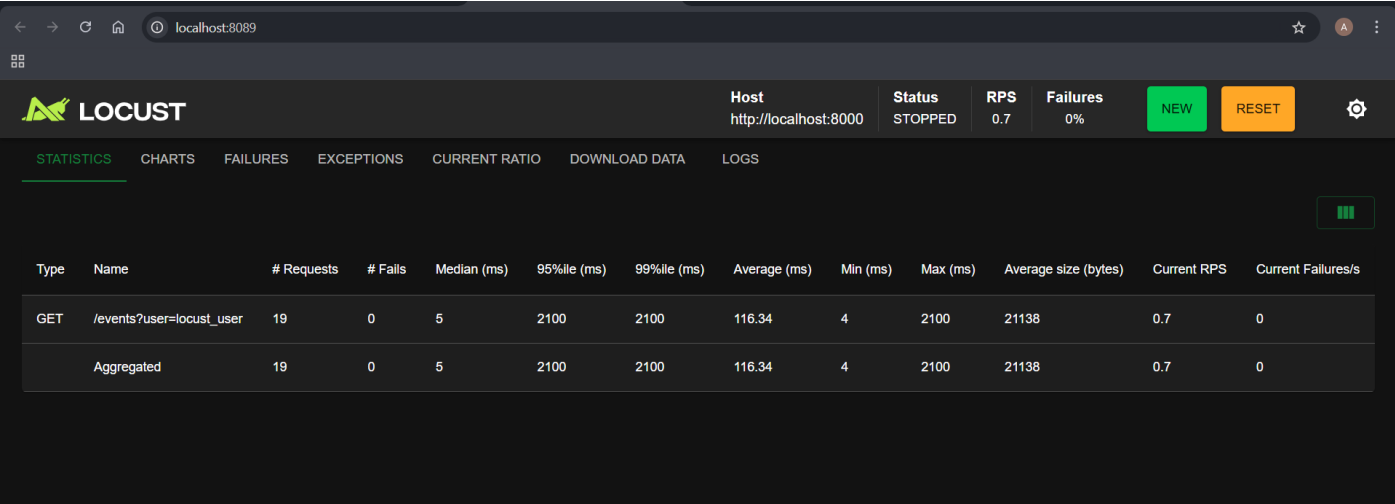 localhost:8089
A
LOCUST
Host
http://localhost:8000
Status
STOPPED
RPS
0.7
Failures
0%
NEW
RESET
STATISTICS CHARTS FAILURES EXCEPTIONS CURRENT RATIO DOWNLOAD DATA LOGS
Type Name # Requests # Fails Median (ms) 95%ile (ms) 99%ile (ms) Average (ms) Min (ms) Max (ms) Average size (bytes) Current RPS Current Failures/s
GET /events?user=locust_user 19 0 5 2100 2100 116.34 4 2100 21138 0.7 0
Aggregated 19 0 5 2100 2100 116.34 4 2100 21138 0.7 0